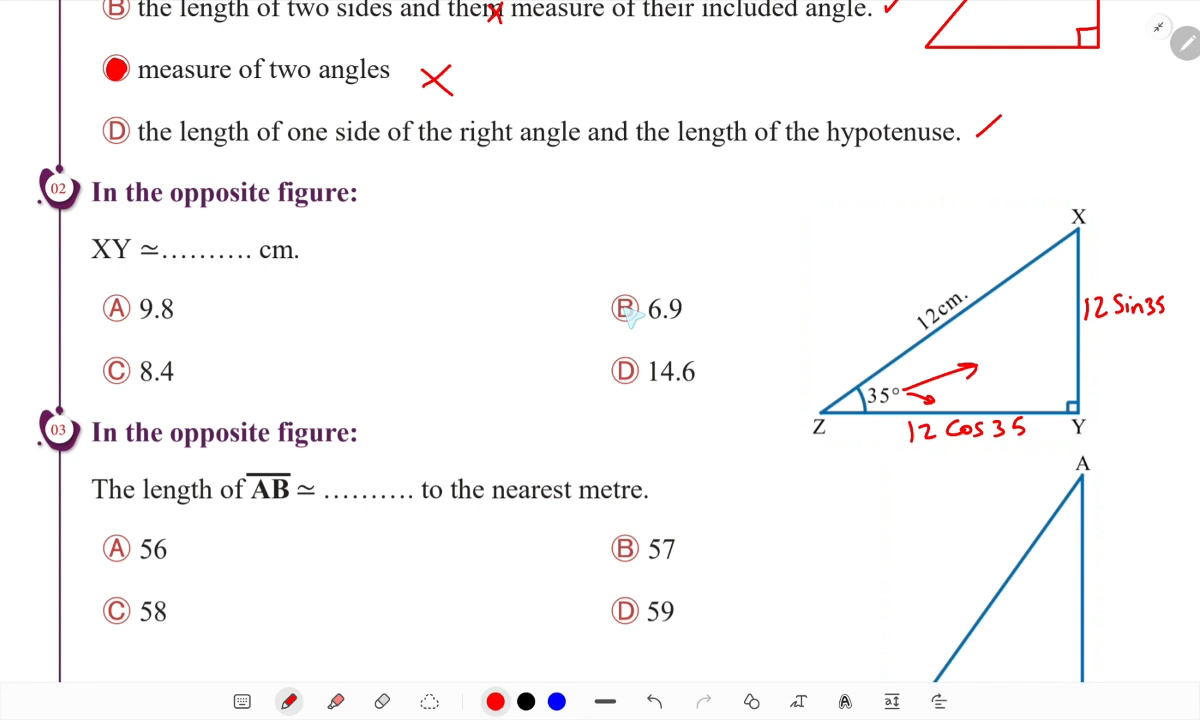 B the length of two sides and them measure of their included angle.
measure of two angles
D the length of one side of the right angle and the length of the hypotenuse.
02 In the opposite figure:
XY ≃.......... cm.
A 9.8
B 6.9
C 8.4
D 14.6
X
12cm.
12 Sin35
35°
Z
12 Cos 35
Y
03 In the opposite figure:
The length of AB ≃ .......... to the nearest metre.
A 56
B 57
C 58
D 59
A